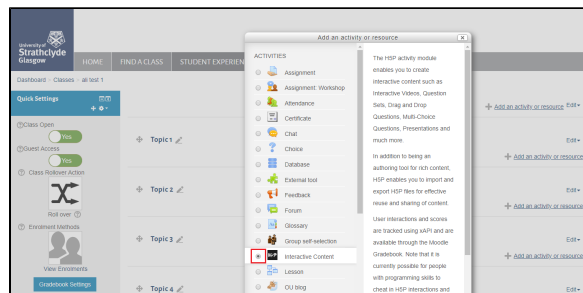 University of
Strathclyde
Glasgow
HOME
FIND A CLASS
STUDENT EXPERIEN
Dashboard › Classes › ali test 1
Quick Settings
Class Open
Yes
Guest Access
Yes
Class Rollover Action
Roll over
Enrolment Methods
View Enrolments
Gradebook Settings
Topic 1
Topic 2
Topic 3
Topic 4
Add an activity or resource
ACTIVITIES
Assignment
Assignment: Workshop
Attendance
Certificate
Chat
Choice
Database
External tool
Feedback
Forum
Glossary
Group self-selection
H5P
Interactive Content
Lesson
OU blog
The H5P activity module
enables you to create
interactive content such as
Interactive Videos, Question
Sets, Drag and Drop
Questions, Multi-Choice
Questions, Presentations and
much more.
In addition to being an
authoring tool for rich content,
H5P enables you to import and
export H5P files for effective
reuse and sharing of content.
User interactions and scores
are tracked using xAPI and are
available through the Moodle
Gradebook. Note that it is
currently possible for people
with programming skills to
cheat in H5P interactions and
Add an activity or resource Edit
Add an activity or resource
Edit
Add an activity or resource
Edit
Add an activity or resource
Edit